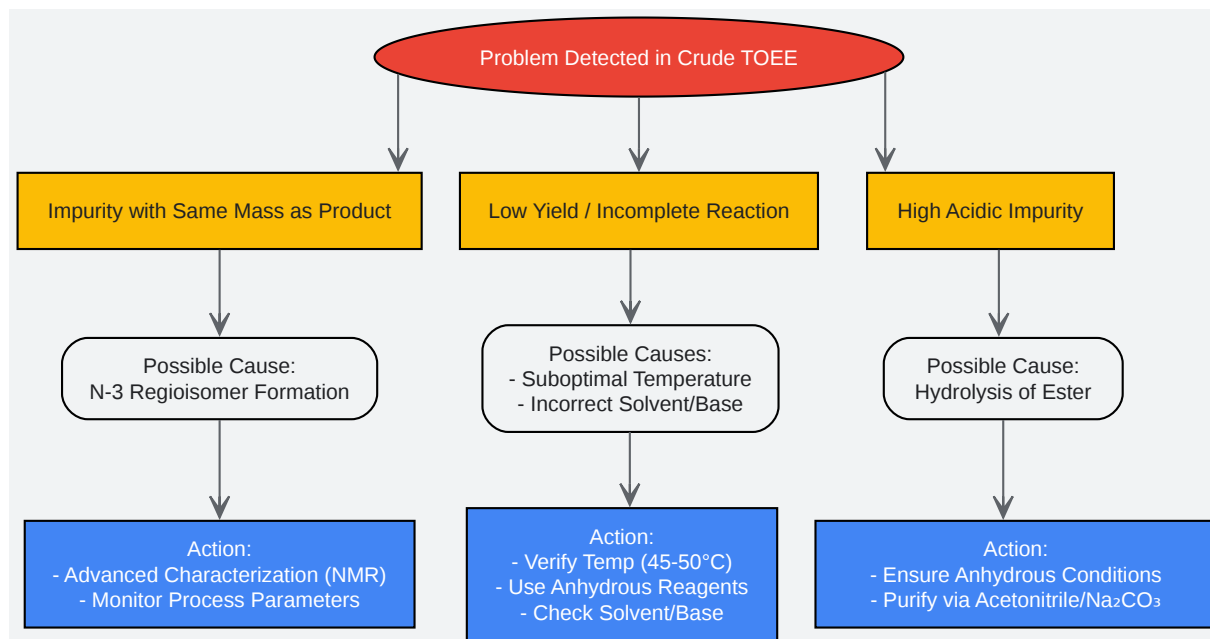 Problem Detected in Crude TOEE
Impurity with Same Mass as Product
Low Yield / Incomplete Reaction
High Acidic Impurity
Possible Cause:
N-3 Regioisomer Formation
Possible Causes:
- Suboptimal Temperature
- Incorrect Solvent/Base
Possible Cause:
Hydrolysis of Ester
Action:
- Advanced Characterization (NMR)
- Monitor Process Parameters
Action:
- Verify Temp (45-50°C)
- Use Anhydrous Reagents
- Check Solvent/Base
Action:
- Ensure Anhydrous Conditions
- Purify via Acetonitrile/Na₂CO₃